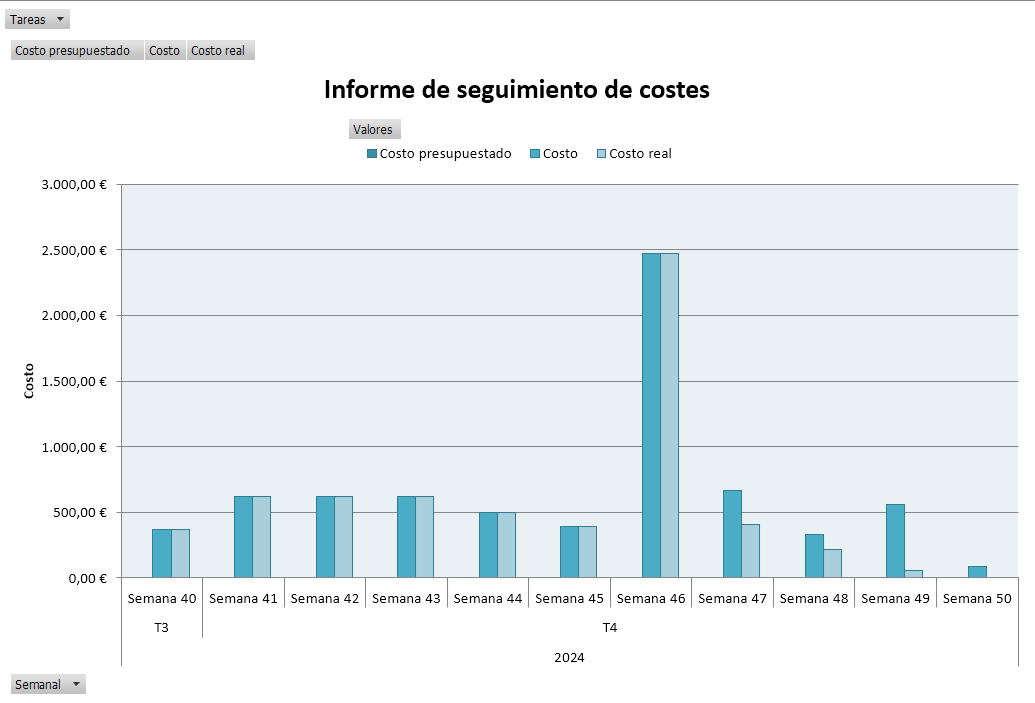 Tareas
Costo presupuestado Costo Costo real
Informe de seguimiento de costes
Valores
Costo presupuestado Costo Costo real
3.000,00 €
2.500,00 €
2.000,00 €
1.500,00 €
1.000,00 €
500,00 €
0,00 €
Costo
Semana 40 Semana 41 Semana 42 Semana 43 Semana 44 Semana 45 Semana 46 Semana 47 Semana 48 Semana 49 Semana 50
T3 T4
2024
Semanal